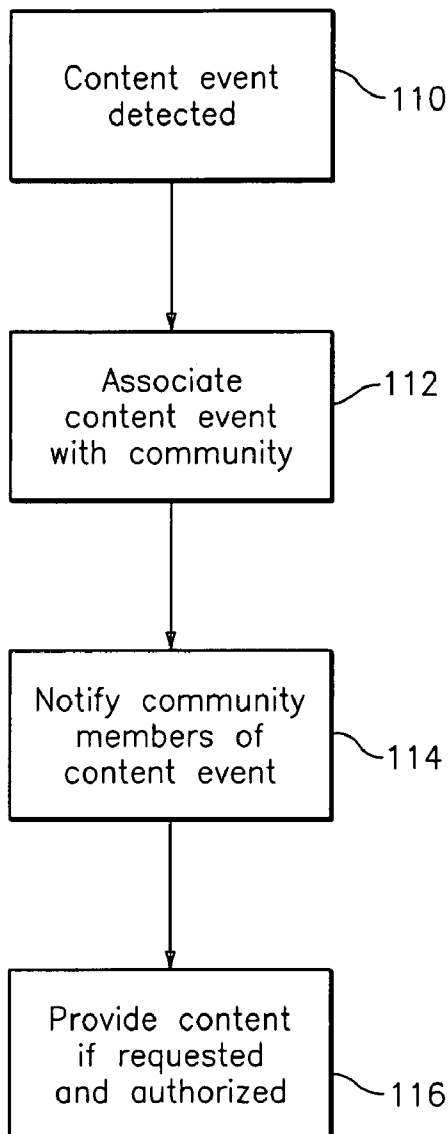 Content event
detected
110
Associate
content event
with community
112
Notify community
members of
content event
114
Provide content
if requested
and authorized
116